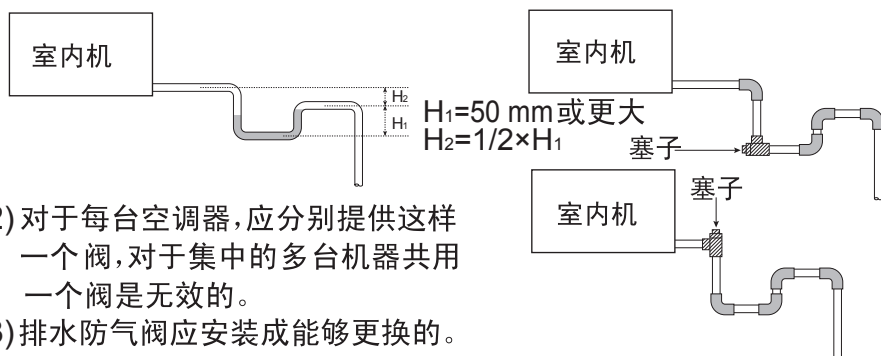 室内机
H₂
H₁
H₁=50 mm或更大
H₂=1/2×H₁
室内机
塞子
塞子
室内机
2) 对于每台空调器,应分别提供这样
一个阀,对于集中的多台机器共用
一个阀是无效的。
3) 排水防气阀应安装成能够更换的。